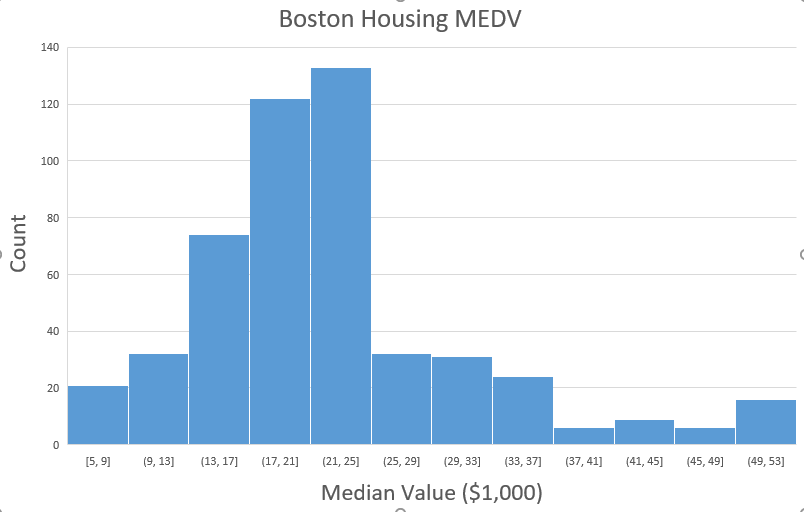 Boston Housing MEDV
140
120
100
80
60
40
20
0
Count
[5, 9] (9, 13] (13, 17] (17, 21] (21, 25] (25, 29] (29, 33] (33, 37] (37, 41] (41, 45] (45, 49] (49, 53]
Median Value ($1,000)